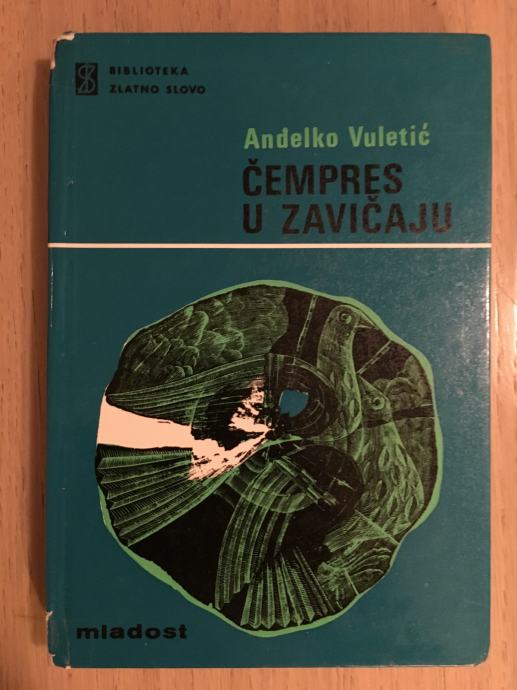 BIBLIOTEKA
ZLATNO SLOVO
Anđelko Vuletić
ČEMPRES
U ZAVIČAJU
mladost